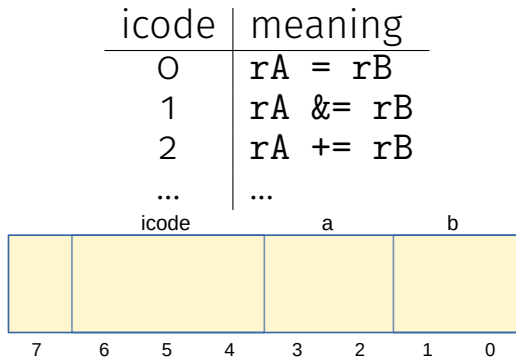 icode meaning
0 rA = rB
1 rA &= rB
2 rA += rB
... ...
icode a b
7 6 5 4 3 2 1 0